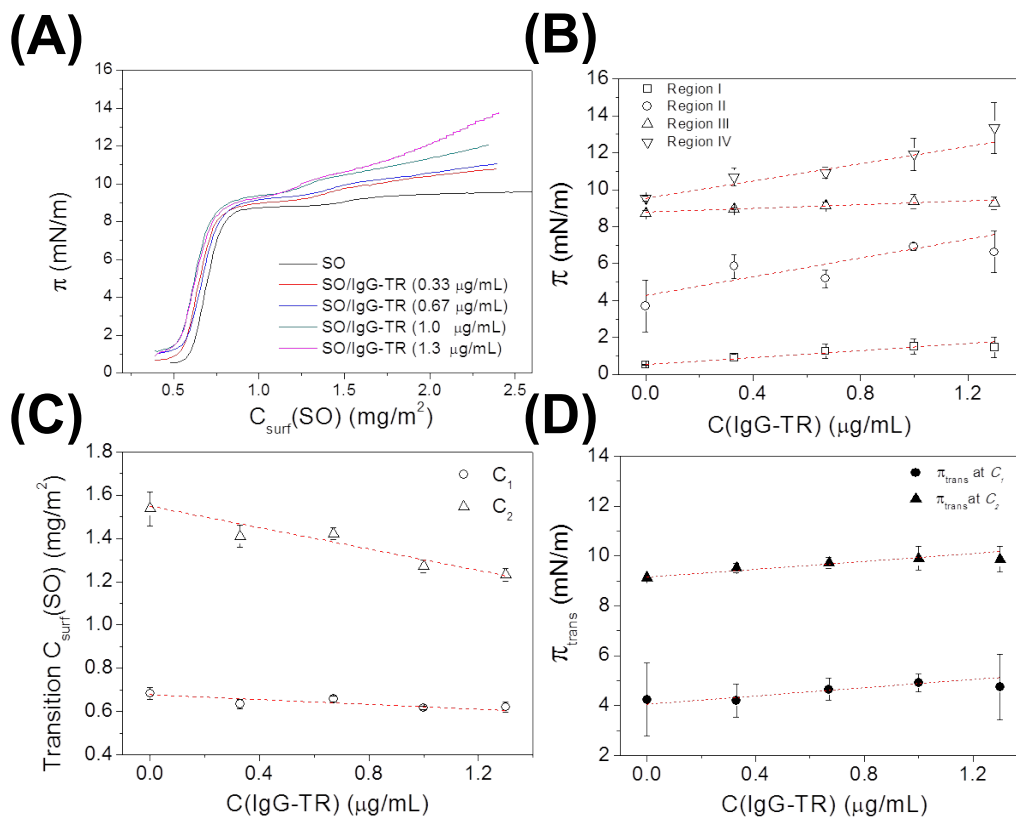 (A)
16
14
12
10
8
6
4
2
0
π (mN/m)
SO
SO/IgG-TR (0.33 μg/mL)
SO/IgG-TR (0.67 μg/mL)
SO/IgG-TR (1.0 μg/mL)
SO/IgG-TR (1.3 μg/mL)
0.5 1.0 1.5 2.0 2.5
C_surf(SO) (mg/m²)
(B)
16
14
12
10
8
6
4
2
0
π (mN/m)
Region I
Region II
Region III
Region IV
0.0 0.4 0.8 1.2
C(IgG-TR) (μg/mL)
(C)
1.8
1.6
1.4
1.2
1.0
0.8
0.6
0.4
Transition C_surf(SO) (mg/m²)
C₁
C₂
0.0 0.4 0.8 1.2
C(IgG-TR) (μg/mL)
(D)
14
12
10
8
6
4
2
π_trans (mN/m)
π_trans at C₁
π_trans at C₂
0.0 0.4 0.8 1.2
C(IgG-TR) (μg/mL)